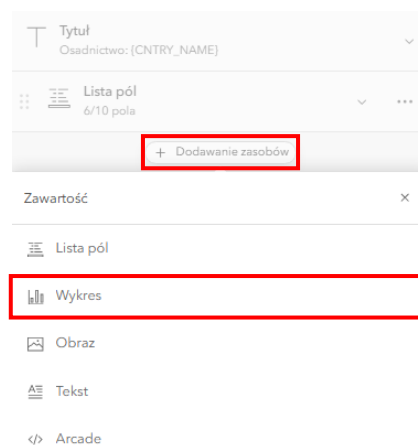 Tytuł
Osadnictwo: {CNTRY_NAME}
Lista pól
6/10 pola
+ Dodawanie zasobów
Zawartość
Lista pól
Wykres
Obraz
Tekst
Arcade